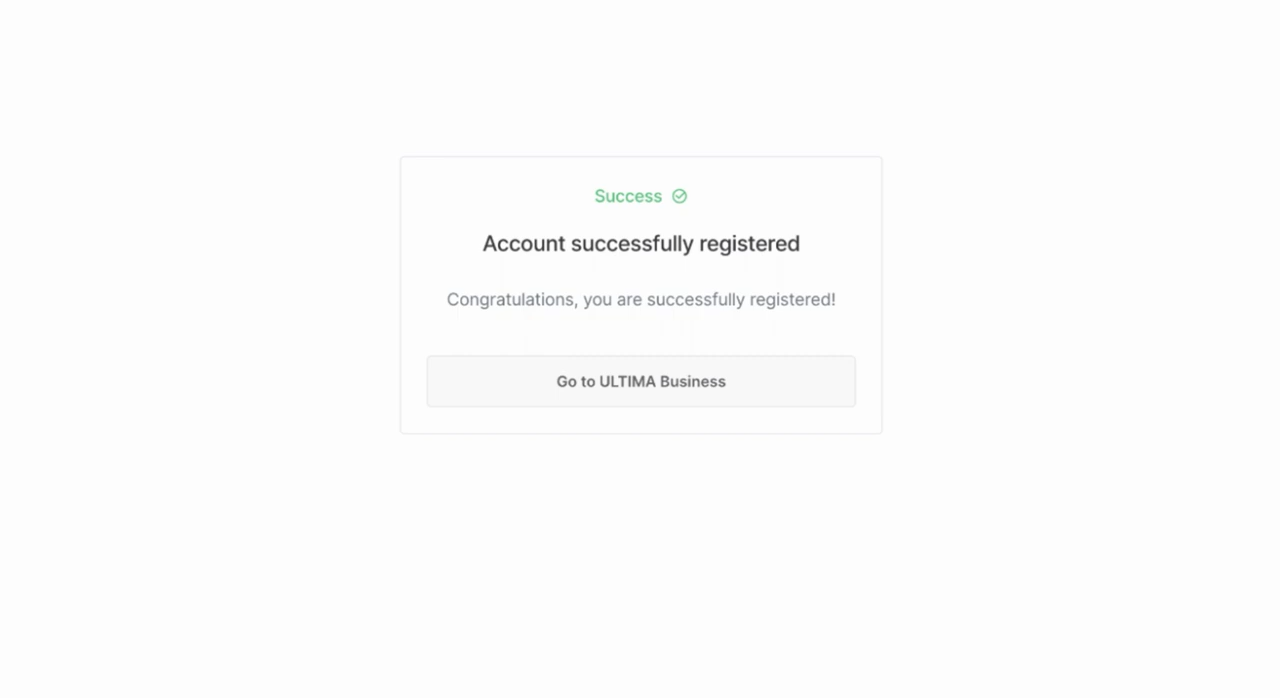 Success
Account successfully registered
Congratulations, you are successfully registered!
Go to ULTIMA Business